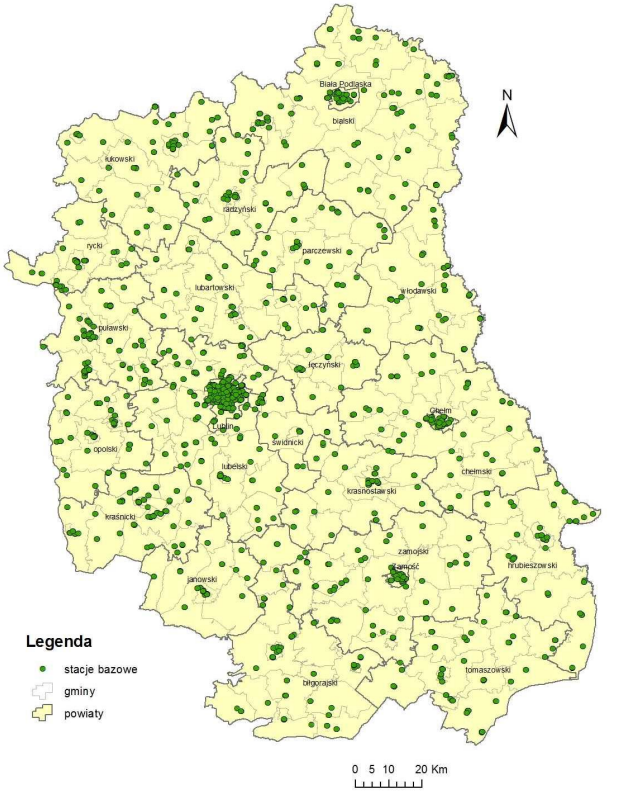 Biała Podlaska
N
bialski
łukowski
radzyński
rycki
parczewski
lubartowski
włodawski
puławski
łęczyński
Chełm
Lublin
świdnicki
opolski
lubelski
chełmski
krasnostawski
kraśnicki
zamojski
Zamość
hrubieszowski
janowski
Legenda
stacje bazowe
gminy
powiaty
tomaszowski
biłgorajski
0 5 10 20 Km